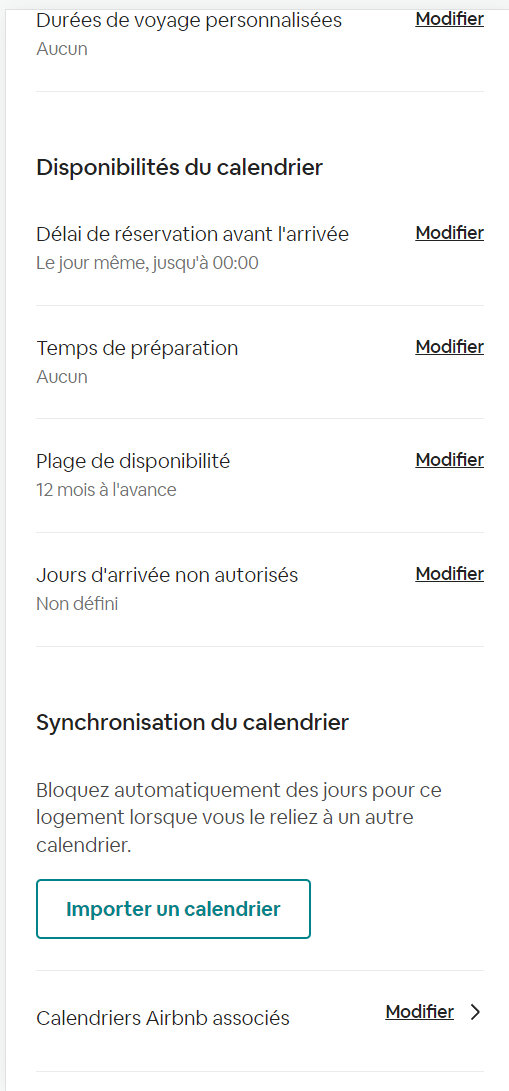 Durées de voyage personnalisées Modifier
Aucun
Disponibilités du calendrier
Délai de réservation avant l'arrivée Modifier
Le jour même, jusqu'à 00:00
Temps de préparation Modifier
Aucun
Plage de disponibilité Modifier
12 mois à l'avance
Jours d'arrivée non autorisés Modifier
Non défini
Synchronisation du calendrier
Bloquez automatiquement des jours pour ce
logement lorsque vous le reliez à un autre
calendrier.
Importer un calendrier
Calendriers Airbnb associés Modifier